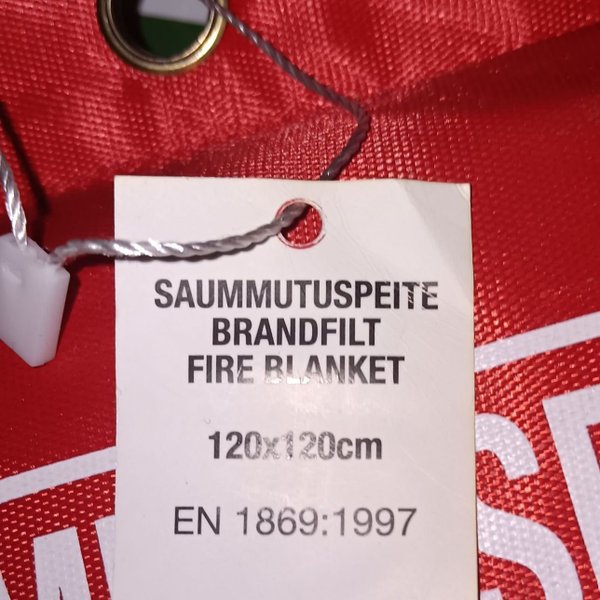 SAUMMUTUSPEITE
BRANDFILT
FIRE BLANKET
120x120cm
EN 1869:1997